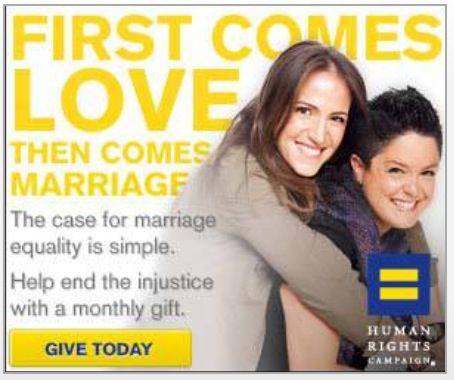 FIRST COMES
LOVE
THEN COMES
MARRIAGE
The case for marriage
equality is simple.
Help end the injustice
with a monthly gift.
GIVE TODAY
HUMAN
RIGHTS
CAMPAIGN®